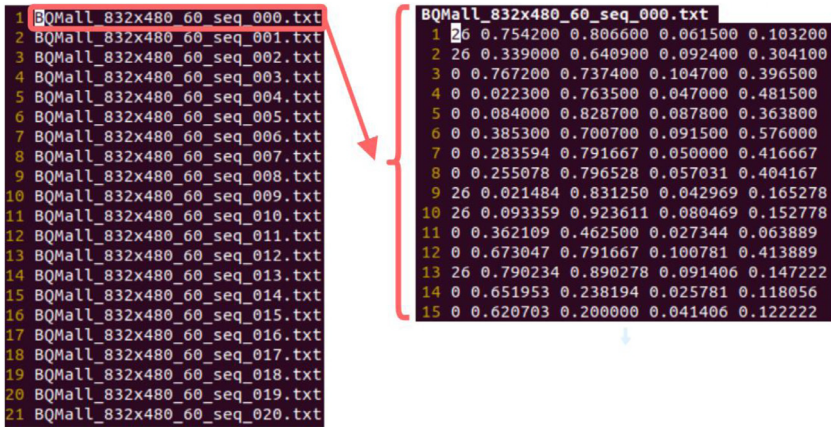 1 BQMall_832x480_60_seq_000.txt
2 BQMall_832x480_60_seq_001.txt
3 BQMall_832x480_60_seq_002.txt
4 BQMall_832x480_60_seq_003.txt
5 BQMall_832x480_60_seq_004.txt
6 BQMall_832x480_60_seq_005.txt
7 BQMall_832x480_60_seq_006.txt
8 BQMall_832x480_60_seq_007.txt
9 BQMall_832x480_60_seq_008.txt
10 BQMall_832x480_60_seq_009.txt
11 BQMall_832x480_60_seq_010.txt
12 BQMall_832x480_60_seq_011.txt
13 BQMall_832x480_60_seq_012.txt
14 BQMall_832x480_60_seq_013.txt
15 BQMall_832x480_60_seq_014.txt
16 BQMall_832x480_60_seq_015.txt
17 BQMall_832x480_60_seq_016.txt
18 BQMall_832x480_60_seq_017.txt
19 BQMall_832x480_60_seq_018.txt
20 BQMall_832x480_60_seq_019.txt
21 BQMall_832x480_60_seq_020.txt
BQMall_832x480_60_seq_000.txt
1 26 0.754200 0.806600 0.061500 0.103200
2 26 0.339000 0.640900 0.092400 0.304100
3 0 0.767200 0.737400 0.104700 0.396500
4 0 0.022300 0.763500 0.047000 0.481500
5 0 0.084000 0.828700 0.087800 0.363800
6 0 0.385300 0.700700 0.091500 0.576000
7 0 0.283594 0.791667 0.050000 0.416667
8 0 0.255078 0.796528 0.057031 0.404167
9 26 0.021484 0.831250 0.042969 0.165278
10 26 0.093359 0.923611 0.080469 0.152778
11 0 0.362109 0.462500 0.027344 0.063889
12 0 0.673047 0.791667 0.100781 0.413889
13 26 0.790234 0.890278 0.091406 0.147222
14 0 0.651953 0.238194 0.025781 0.118056
15 0 0.620703 0.200000 0.041406 0.122222